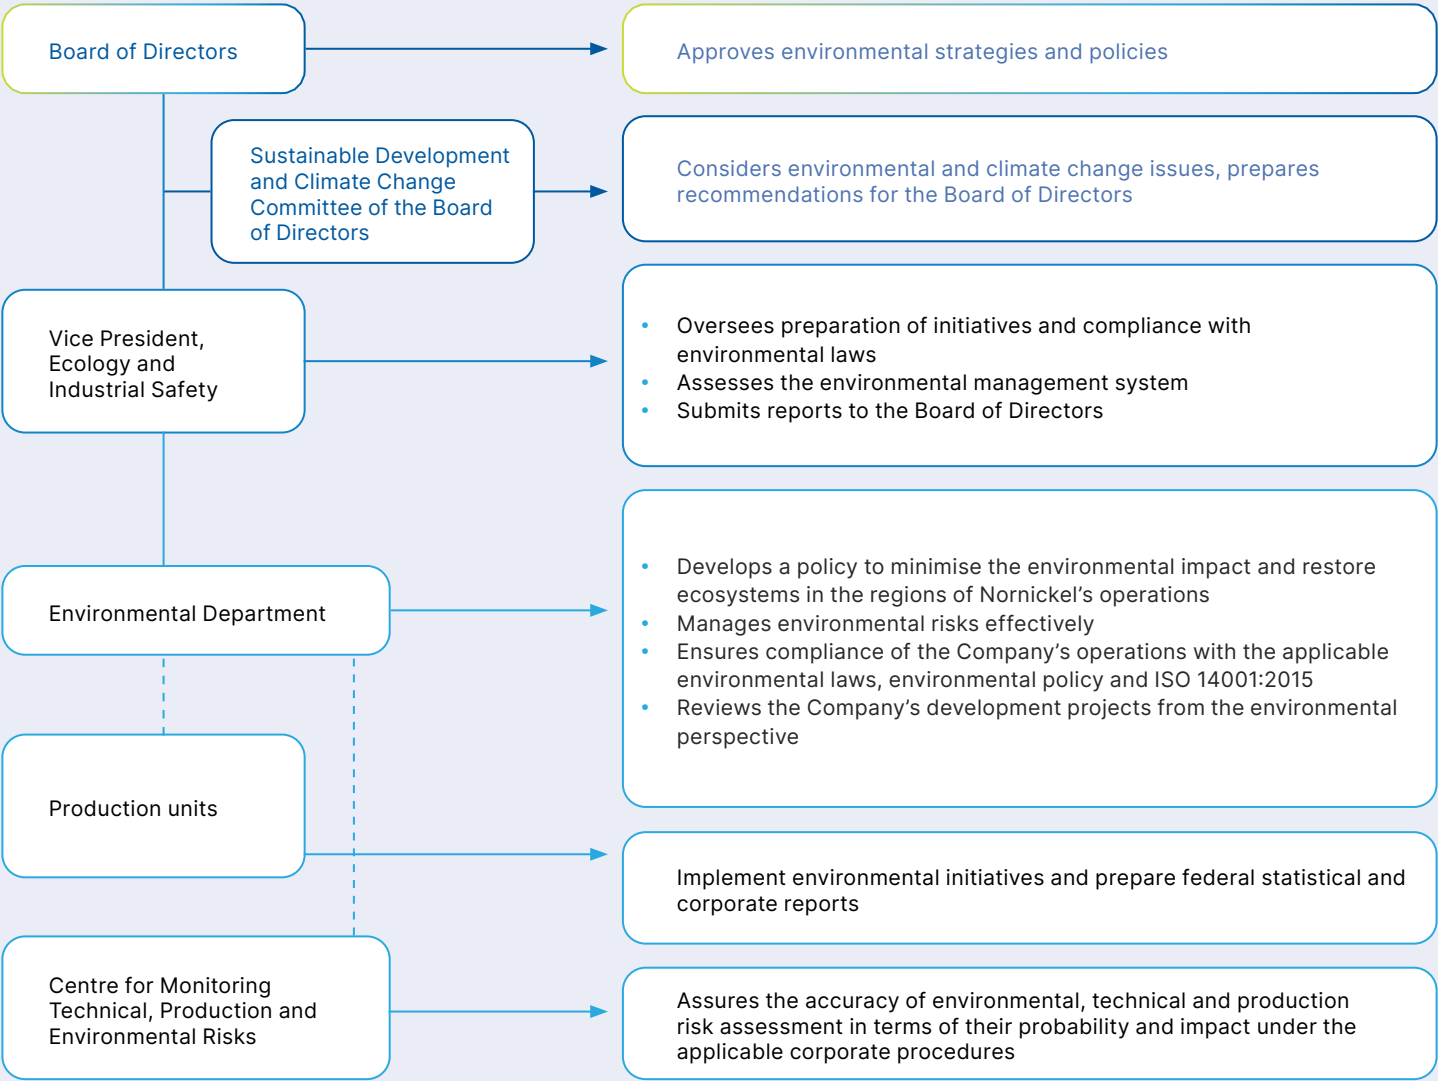 Board of Directors
Approves environmental strategies and policies
Sustainable Development
and Climate Change
Committee of the Board
of Directors
Considers environmental and climate change issues, prepares
recommendations for the Board of Directors
Vice President,
Ecology and
Industrial Safety
• Oversees preparation of initiatives and compliance with
environmental laws
• Assesses the environmental management system
• Submits reports to the Board of Directors
Environmental Department
• Develops a policy to minimise the environmental impact and restore
ecosystems in the regions of Nornickel’s operations
• Manages environmental risks effectively
• Ensures compliance of the Company’s operations with the applicable
environmental laws, environmental policy and ISO 14001:2015
• Reviews the Company’s development projects from the environmental
perspective
Production units
Implement environmental initiatives and prepare federal statistical and
corporate reports
Centre for Monitoring
Technical, Production and
Environmental Risks
Assures the accuracy of environmental, technical and production
risk assessment in terms of their probability and impact under the
applicable corporate procedures